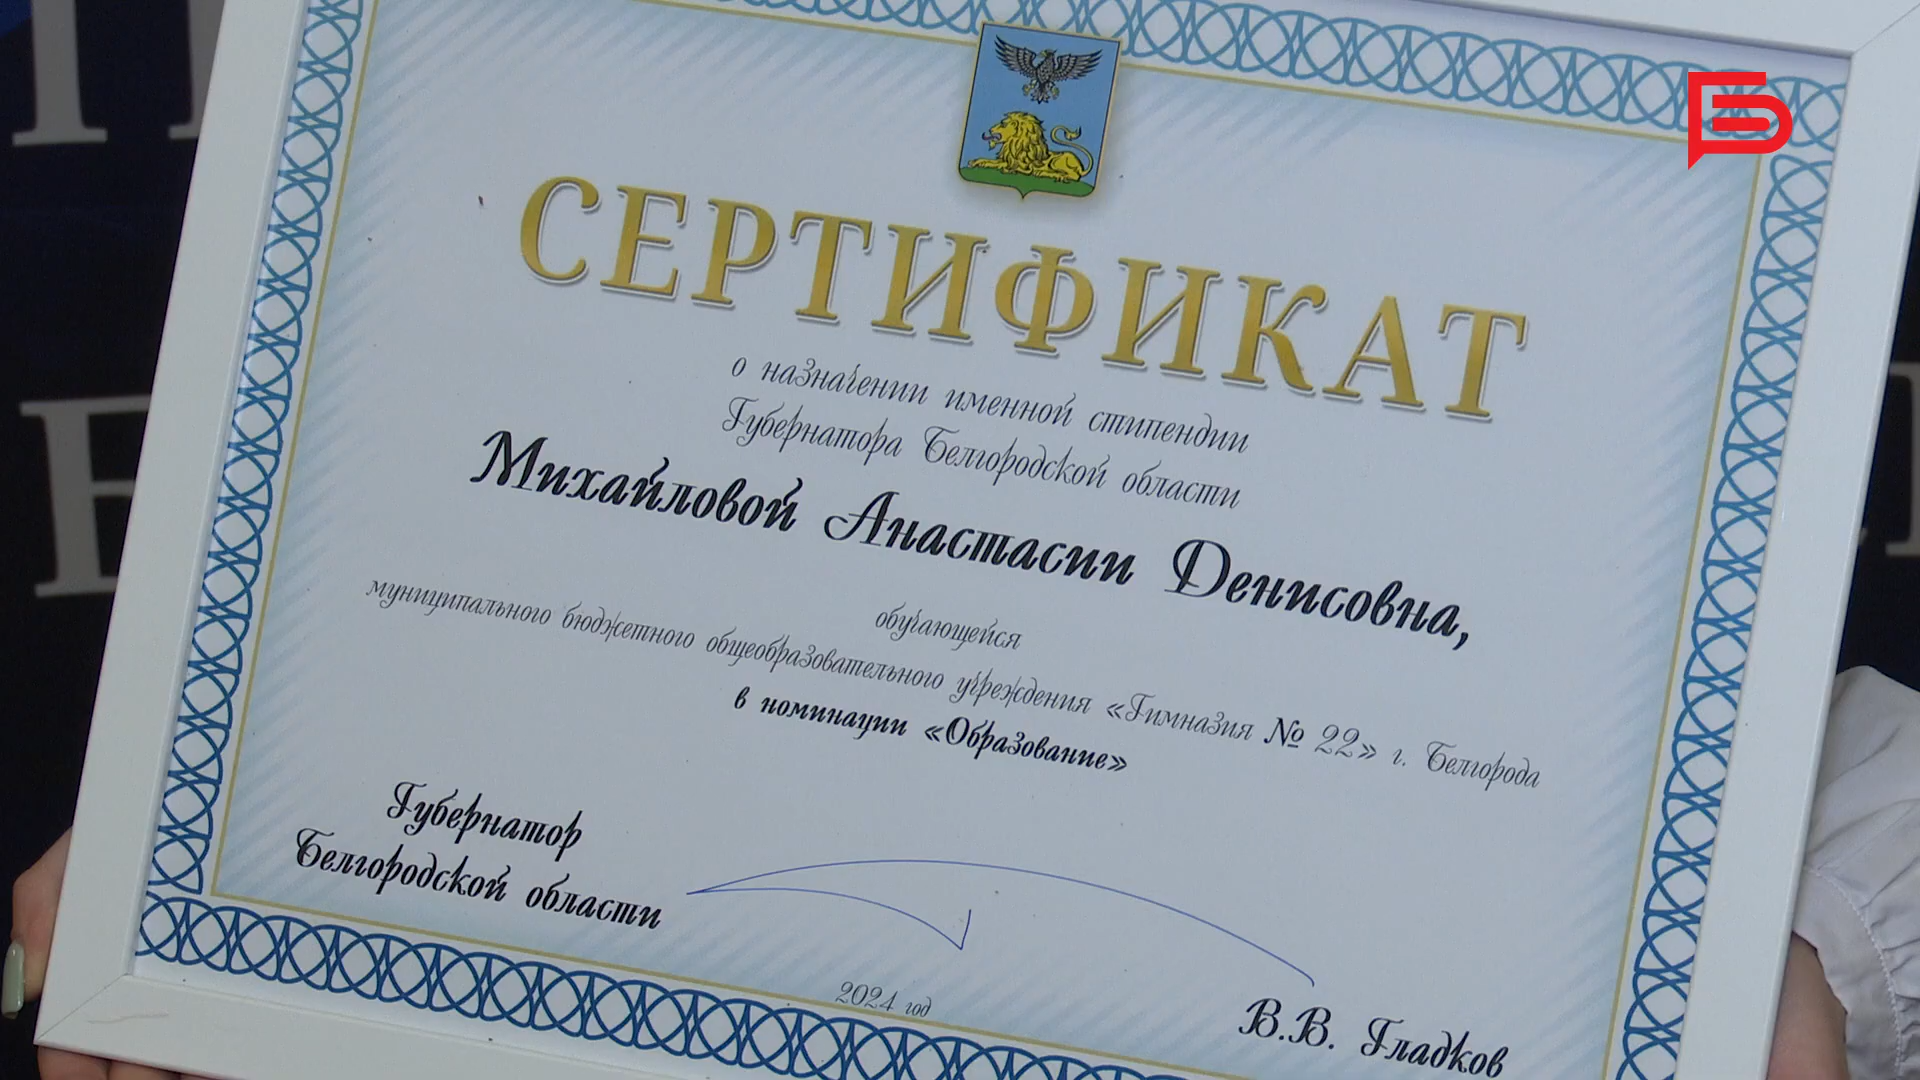 СЕРТИФИКАТ
о назначении именной стипендии
Губернатора Белгородской области
Михайловой Анастасии Денисовна,
обучающейся
муниципального бюджетного общеобразовательного учреждения «Гимназия № 22» г. Белгорода
в номинации «Образование»
Губернатор
Белгородской области
2024 год
В.В. Гладков